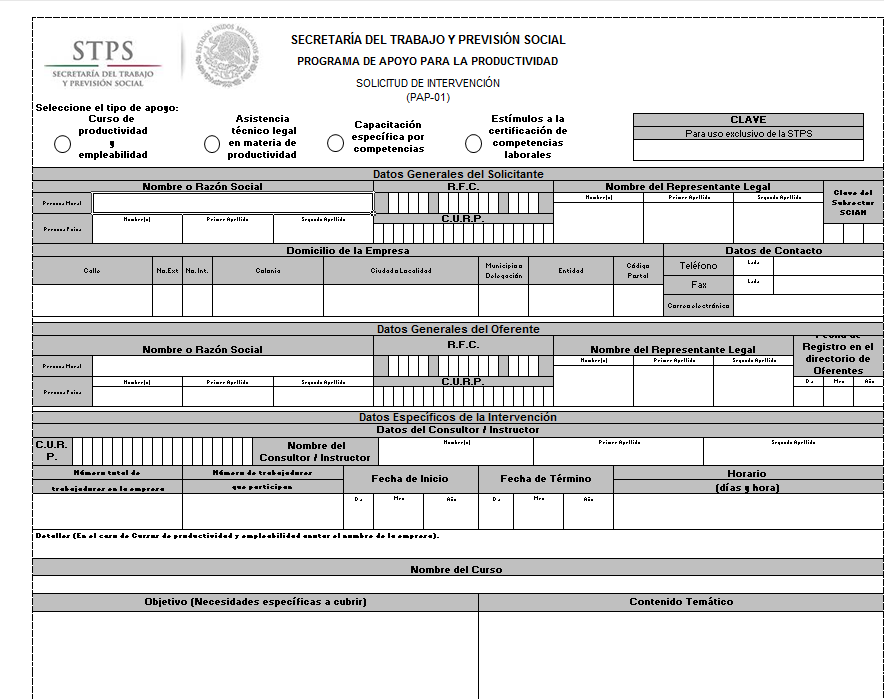 STPS
SECRETARÍA DEL TRABAJO
Y PREVISIÓN SOCIAL
ESTADOS UNIDOS MEXICANOS
SECRETARÍA DEL TRABAJO Y PREVISIÓN SOCIAL
PROGRAMA DE APOYO PARA LA PRODUCTIVIDAD
SOLICITUD DE INTERVENCIÓN
(PAP-01)
Seleccione el tipo de apoyo:
Curso de
productividad
y
empleabilidad
Asistencia
técnico legal
en materia de
productividad
Capacitación
específica por
competencias
Estímulos a la
certificación de
competencias
laborales
CLAVE
Para uso exclusivo de la STPS
Datos Generales del Solicitante
Nombre o Razón Social
R.F.C.
Nombre del Representante Legal
Clave del
Subsector
SCIAN
Persona Moral
Nombre(s) Primer Apellido Segundo Apellido
C.U.R.P.
Persona Física
Nombre(s) Primer Apellido Segundo Apellido
Domicilio de la Empresa
Datos de Contacto
Calle No.Ext No. Int. Colonia Ciudad o Localidad
Municipio o
Delegación
Entidad
Código
Postal
Teléfono Lada
Fax Lada
Correo electrónico
Datos Generales del Oferente
Nombre o Razón Social
R.F.C.
Nombre del Representante Legal
Fecha de
Registro en el
directorio de
Oferentes
Persona Moral
Nombre(s) Primer Apellido Segundo Apellido
C.U.R.P.
Día Mes Año
Persona Física
Nombre(s) Primer Apellido Segundo Apellido
Datos Específicos de la Intervención
Datos del Consultor / Instructor
C.U.R.
P.
Nombre del
Consultor / Instructor
Nombre(s) Primer Apellido Segundo Apellido
Número total de
trabajadores en la empresa
Número de trabajadores
que participan
Fecha de Inicio
Fecha de Término
Horario
(días y hora)
Día Mes Año Día Mes Año
Detalles (En el caso de Cursos de productividad y empleabilidad anotar el nombre de la empresa).
Nombre del Curso
Objetivo (Necesidades específicas a cubrir)
Contenido Temático